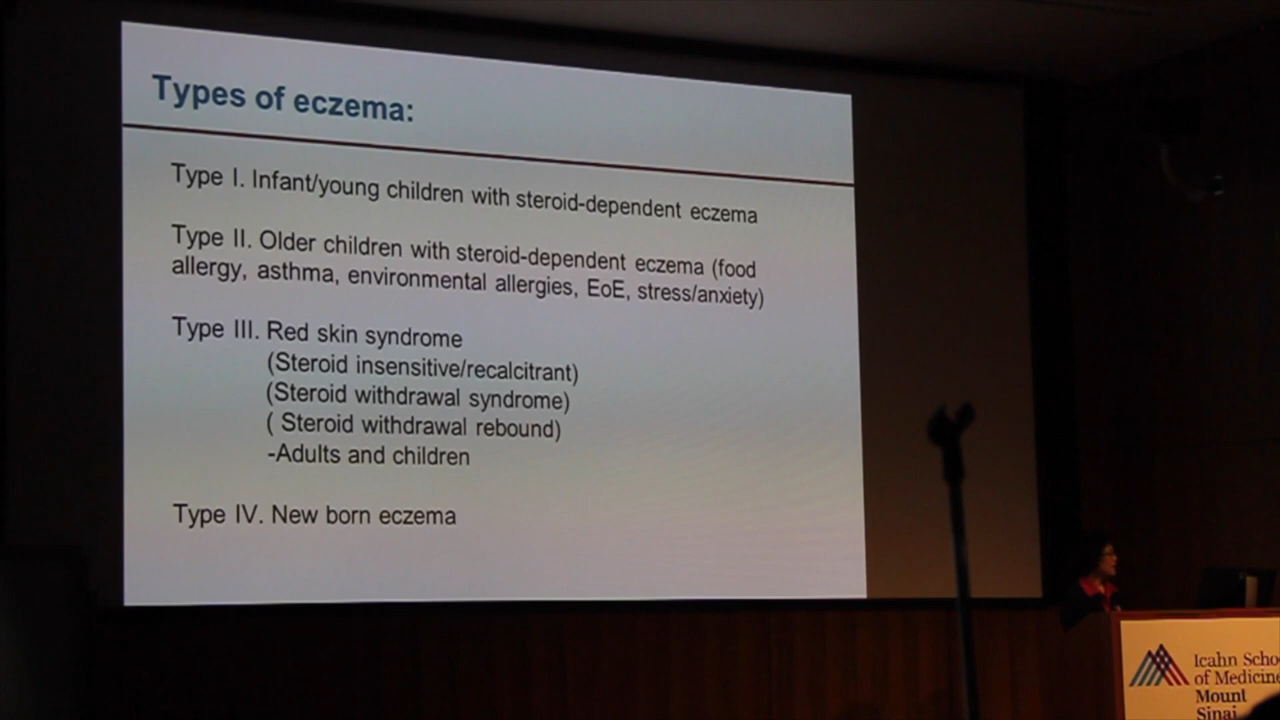 Types of eczema:
Type I. Infant/young children with steroid-dependent eczema
Type II. Older children with steroid-dependent eczema (food
allergy, asthma, environmental allergies, EoE, stress/anxiety)
Type III. Red skin syndrome
(Steroid insensitive/recalcitrant)
(Steroid withdrawal syndrome)
( Steroid withdrawal rebound)
-Adults and children
Type IV. New born eczema
Icahn Scho
of Medicine
Mount
Sinai